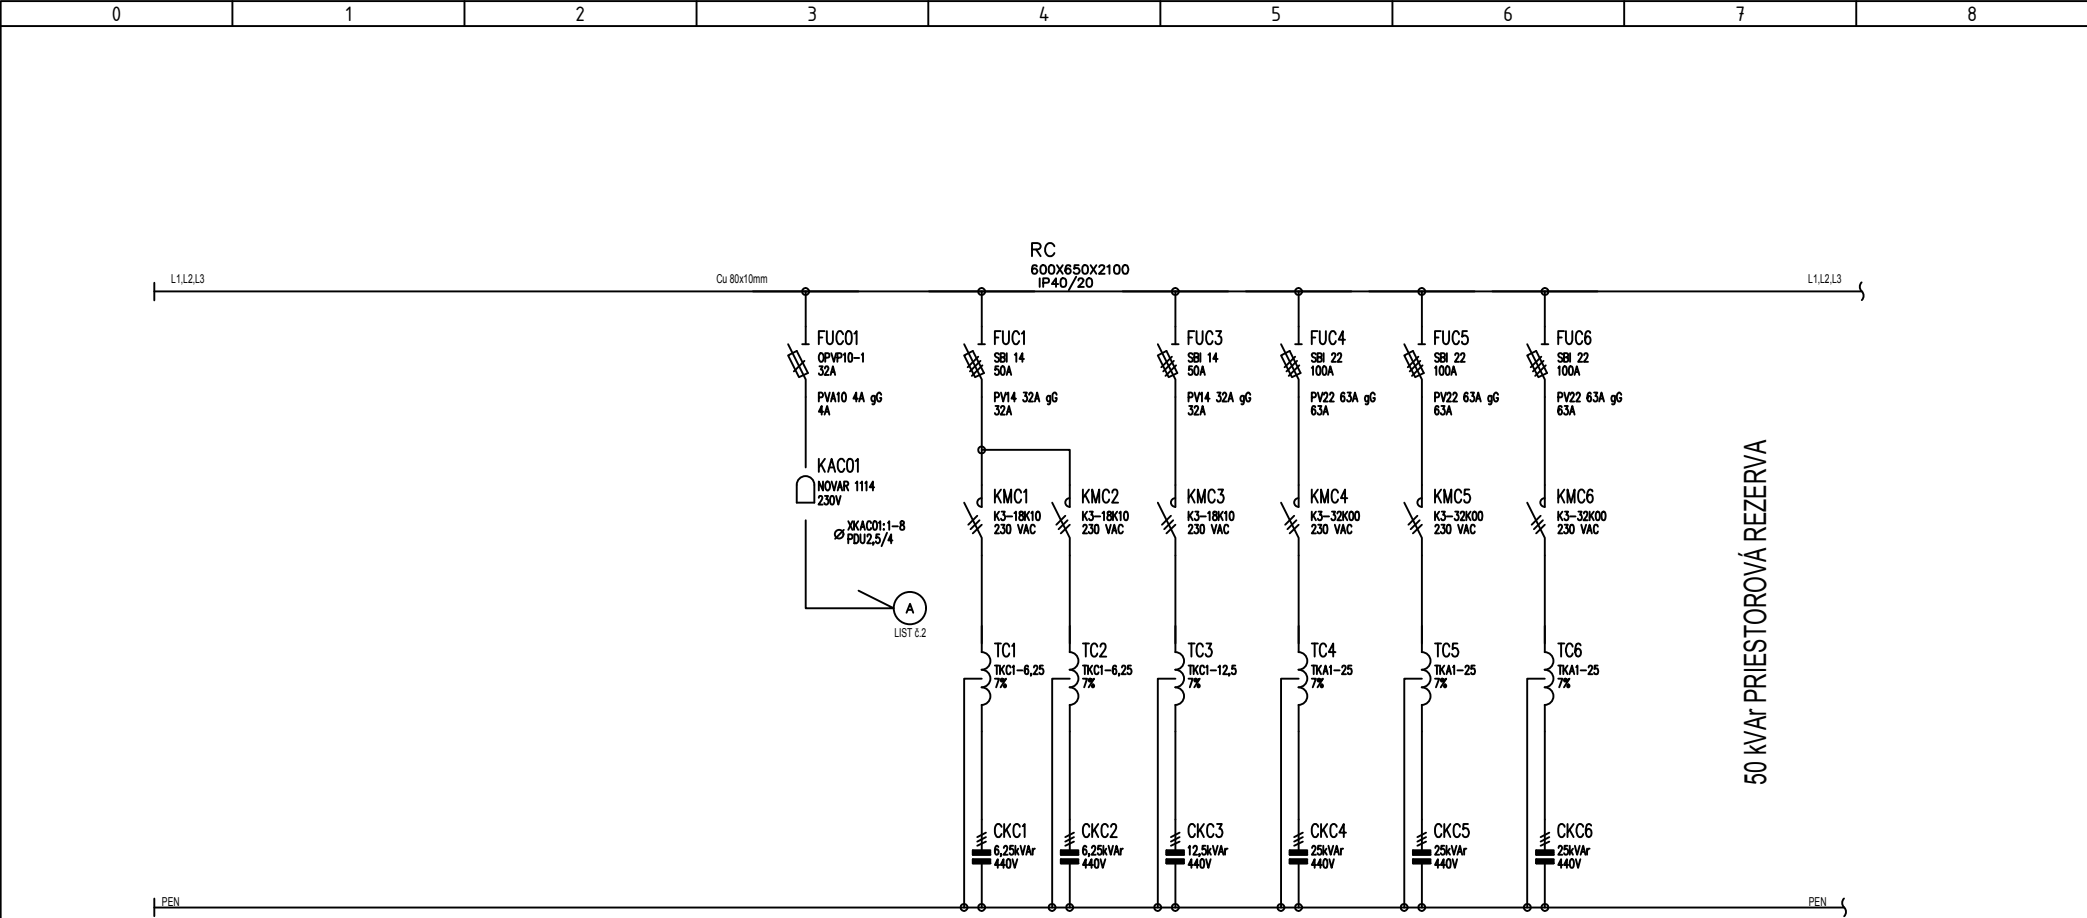 0 1 2 3 4 5 6 7 8
RC
600X650X2100
IP40/20
L1,L2,L3
Cu 80x10mm
L1,L2,L3
FUC01
OPVP10-1
32A
PVA10 4A gG
4A
KAC01
NOVAR 1114
230V
XKAC01:1-8
PDU2,5/4
A
LIST č.2
FUC1
SBI 14
50A
PV14 32A gG
32A
KMC1
K3-18K10
230 VAC
TC1
TKC1-6,25
7%
CKC1
6,25kVAr
440V
KMC2
K3-18K10
230 VAC
TC2
TKC1-6,25
7%
CKC2
6,25kVAr
440V
FUC3
SBI 14
50A
PV14 32A gG
32A
KMC3
K3-18K10
230 VAC
TC3
TKC1-12,5
7%
CKC3
12,5kVAr
440V
FUC4
SBI 22
100A
PV22 63A gG
63A
KMC4
K3-32K00
230 VAC
TC4
TKA1-25
7%
CKC4
25kVAr
440V
FUC5
SBI 22
100A
PV22 63A gG
63A
KMC5
K3-32K00
230 VAC
TC5
TKA1-25
7%
CKC5
25kVAr
440V
FUC6
SBI 22
100A
PV22 63A gG
63A
KMC6
K3-32K00
230 VAC
TC6
TKA1-25
7%
CKC6
25kVAr
440V
50 kVAr PRIESTOROVÁ REZERVA
PEN
PEN